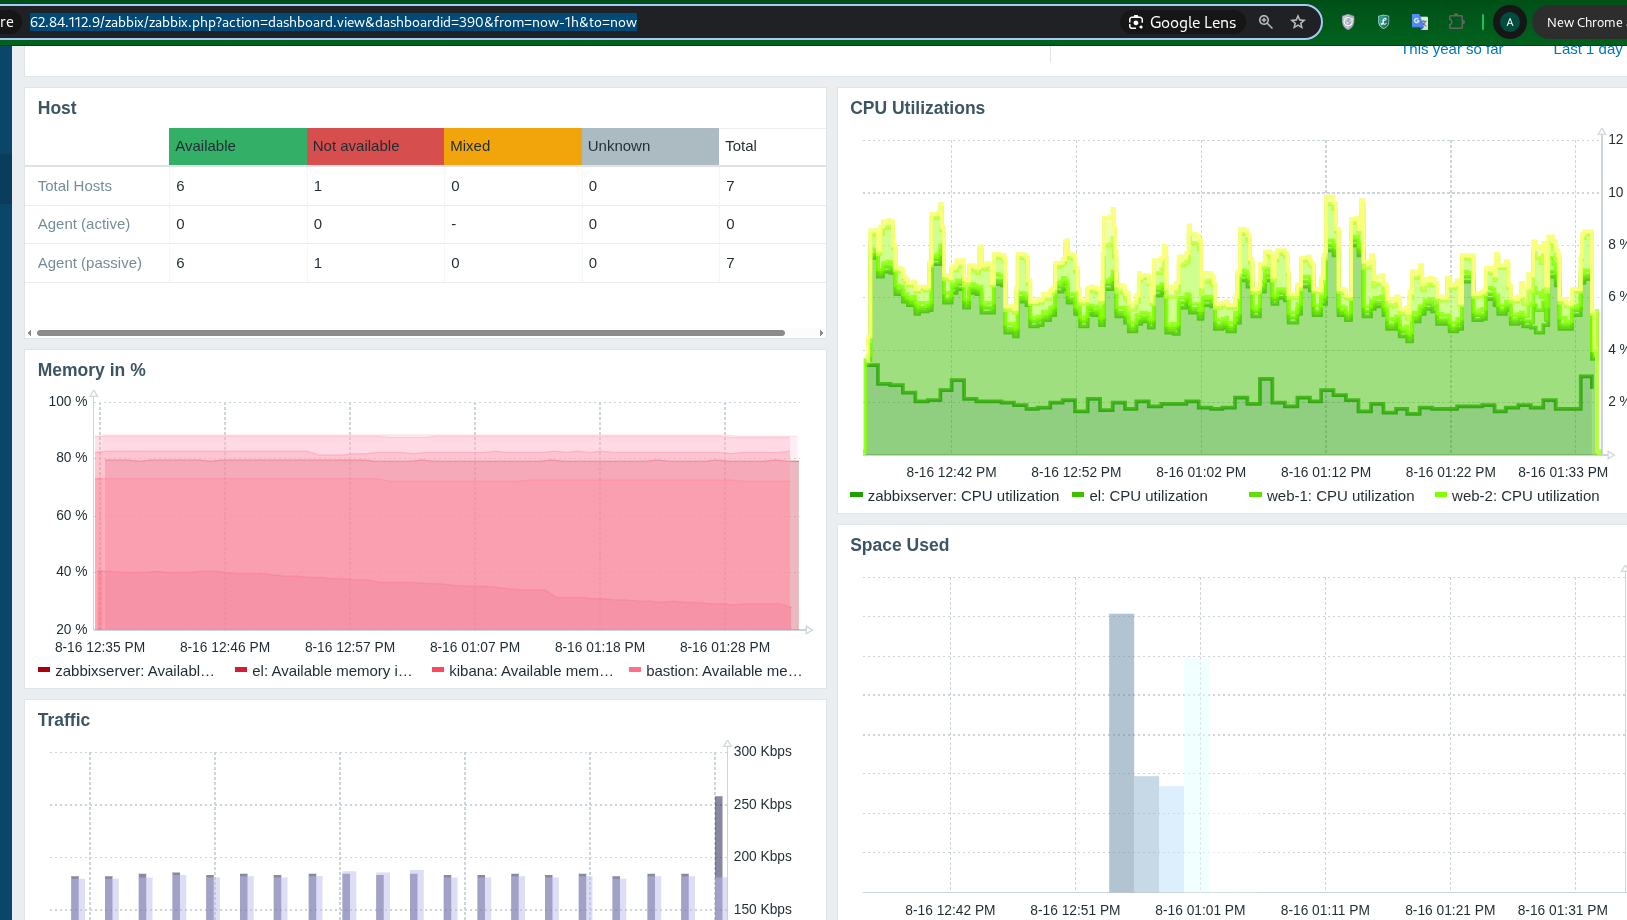 re 62.84.112.9/zabbix/zabbix.php?action=dashboard.view&dashboardid=390&from=now-1h&to=now Google Lens A New Chrome
This year so far Last 1 day
Host
Available Not available Mixed Unknown Total
Total Hosts 6 1 0 0 7
Agent (active) 0 0 - 0 0
Agent (passive) 6 1 0 0 7
Memory in %
100 %
80 %
60 %
40 %
20 %
8-16 12:35 PM 8-16 12:46 PM 8-16 12:57 PM 8-16 01:07 PM 8-16 01:18 PM 8-16 01:28 PM
zabbixserver: Availabl… el: Available memory i… kibana: Available mem… bastion: Available me…
Traffic
300 Kbps
250 Kbps
200 Kbps
150 Kbps
CPU Utilizations
12
10
8 %
6 %
4 %
2 %
8-16 12:42 PM 8-16 12:52 PM 8-16 01:02 PM 8-16 01:12 PM 8-16 01:22 PM 8-16 01:33 PM
zabbixserver: CPU utilization el: CPU utilization web-1: CPU utilization web-2: CPU utilization
Space Used
8-16 12:42 PM 8-16 12:51 PM 8-16 01:01 PM 8-16 01:11 PM 8-16 01:21 PM 8-16 01:31 PM